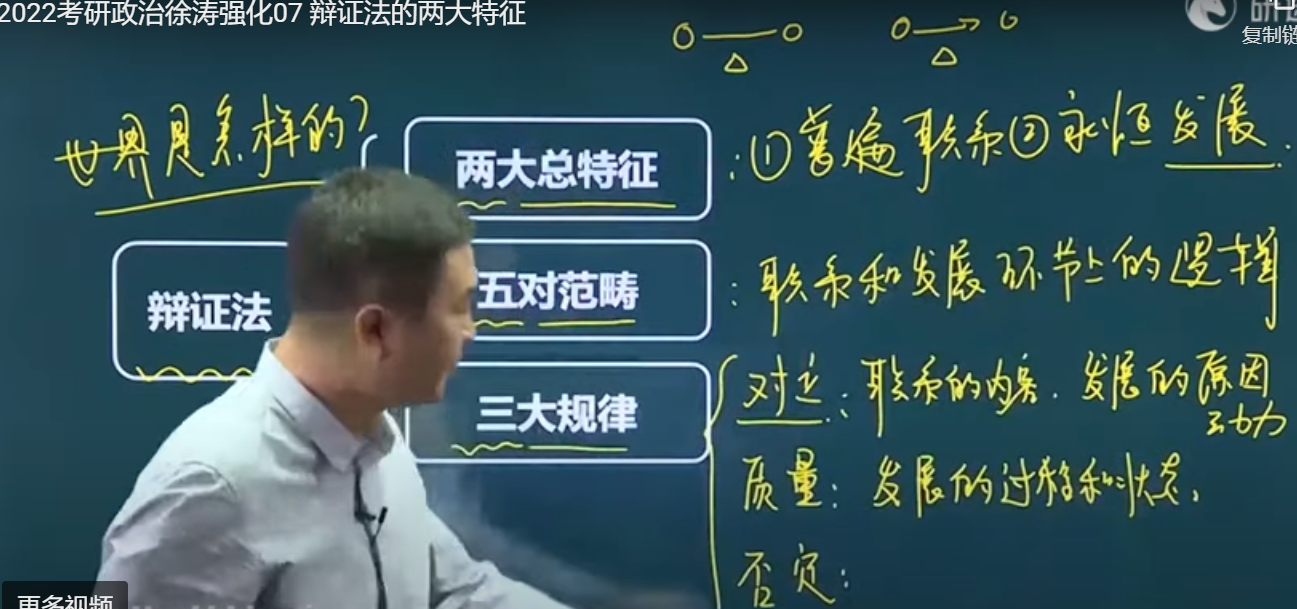 2022考研政治徐涛强化07 辩证法的两大特征
复制链
世界是怎样的?
两大总特征
:①普遍联系②永恒发展.
辩证法
五对范畴
:联系和发展环节上的逻辑
三大规律
对立:联系的内容.发展的原因
动力
质量:发展的过程和状态,
否定:
更多视频